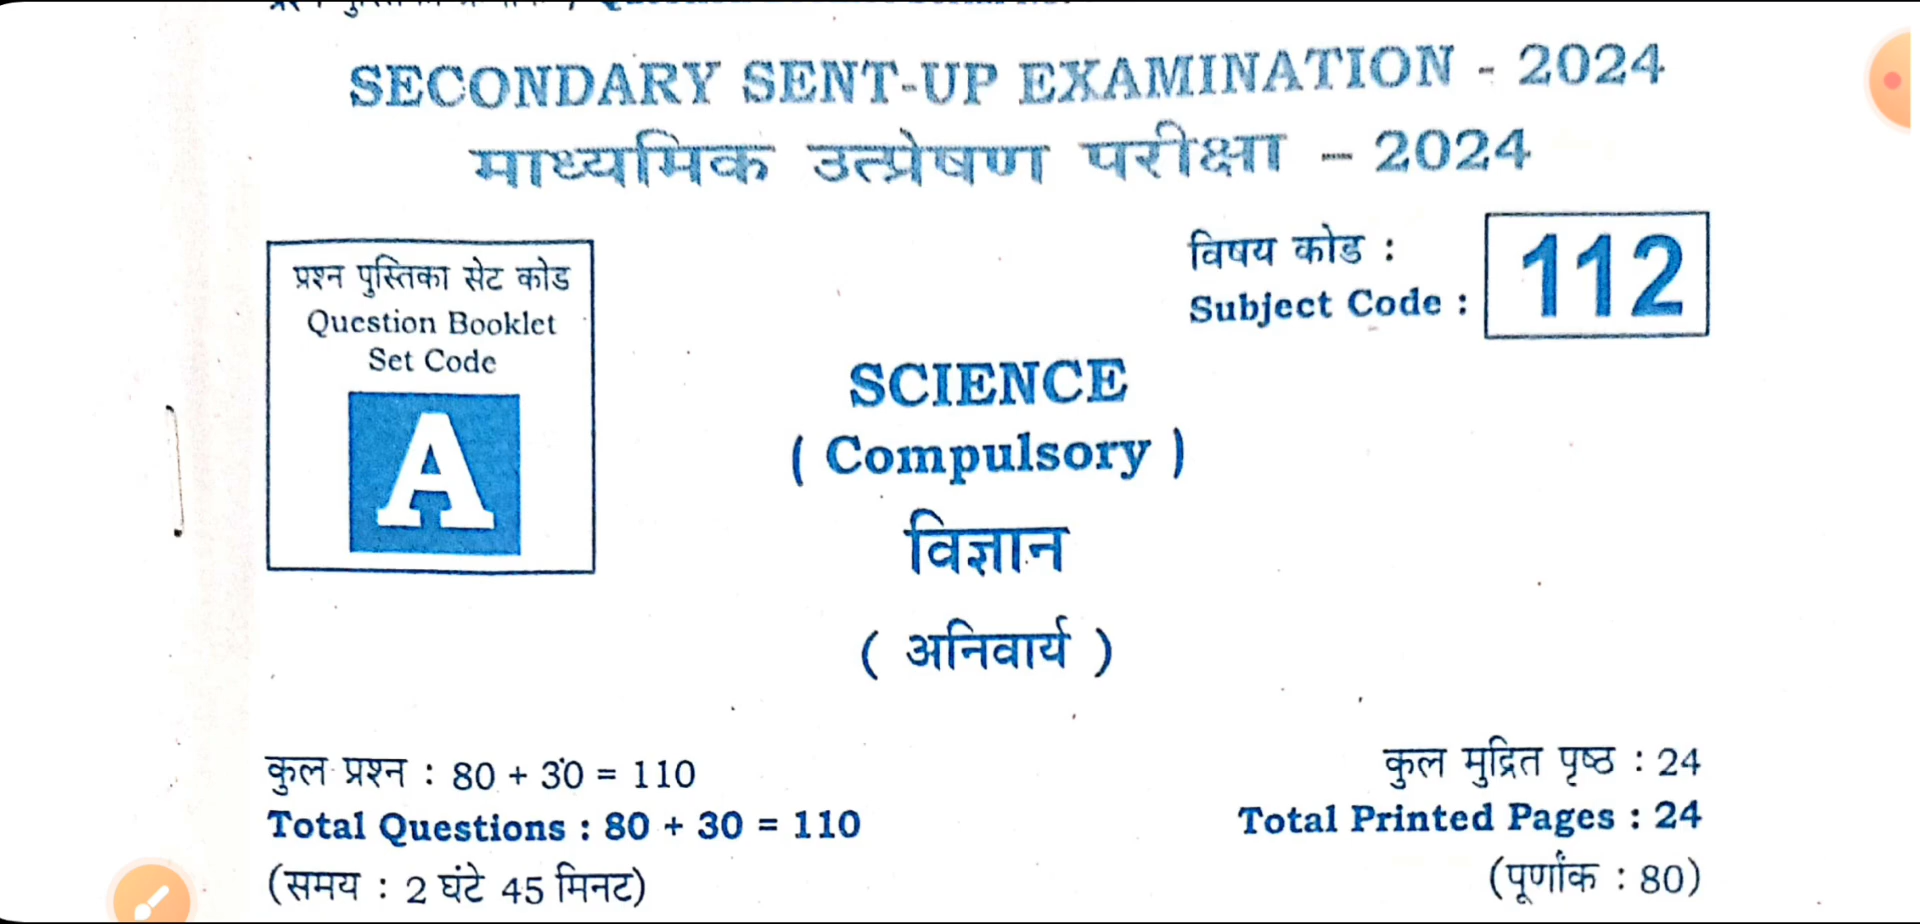 SECONDARY SENT-UP EXAMINATION - 2024
माध्यमिक उत्प्रेषण परीक्षा – 2024
प्रश्न पुस्तिका सेट कोड
Question Booklet
Set Code
A
विषय कोड :
Subject Code :
112
SCIENCE
( Compulsory )
विज्ञान
( अनिवार्य )
कुल प्रश्न : 80 + 30 = 110
Total Questions : 80 + 30 = 110
(समय : 2 घंटे 45 मिनट)
कुल मुद्रित पृष्ठ : 24
Total Printed Pages : 24
(पूर्णांक : 80)